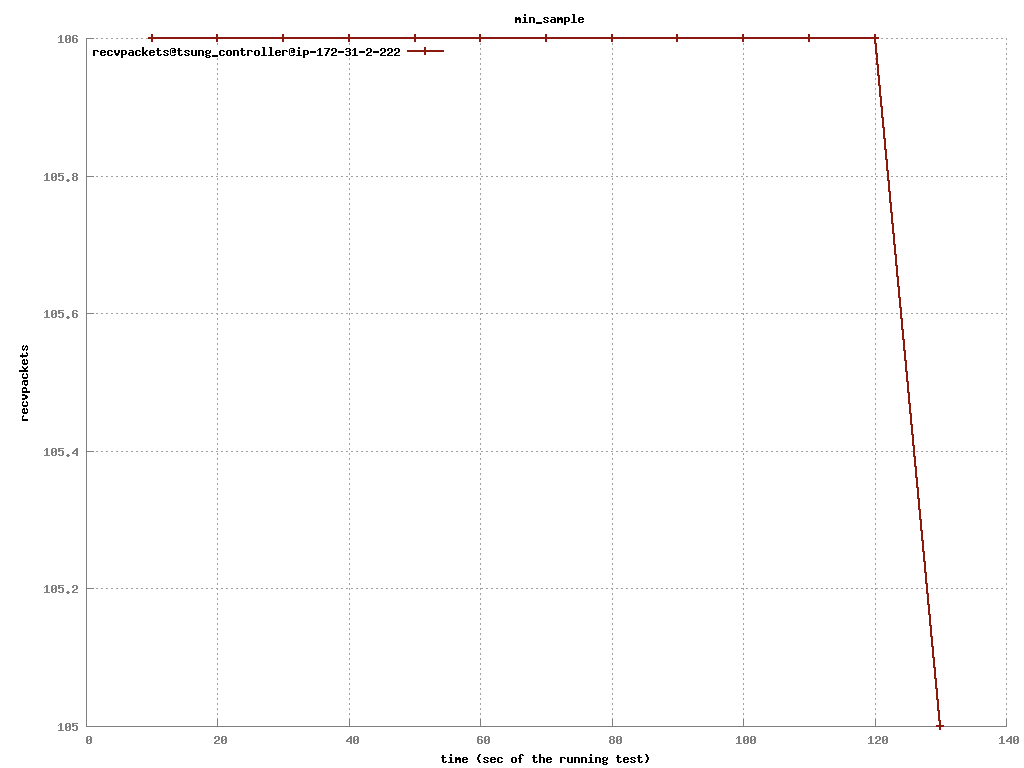 min_sample
106
recvpackets@tsung_controller@ip-172-31-2-222
105.8
105.6
recvpackets
105.4
105.2
105
0 20 40 60 80 100 120 140
time (sec of the running test)